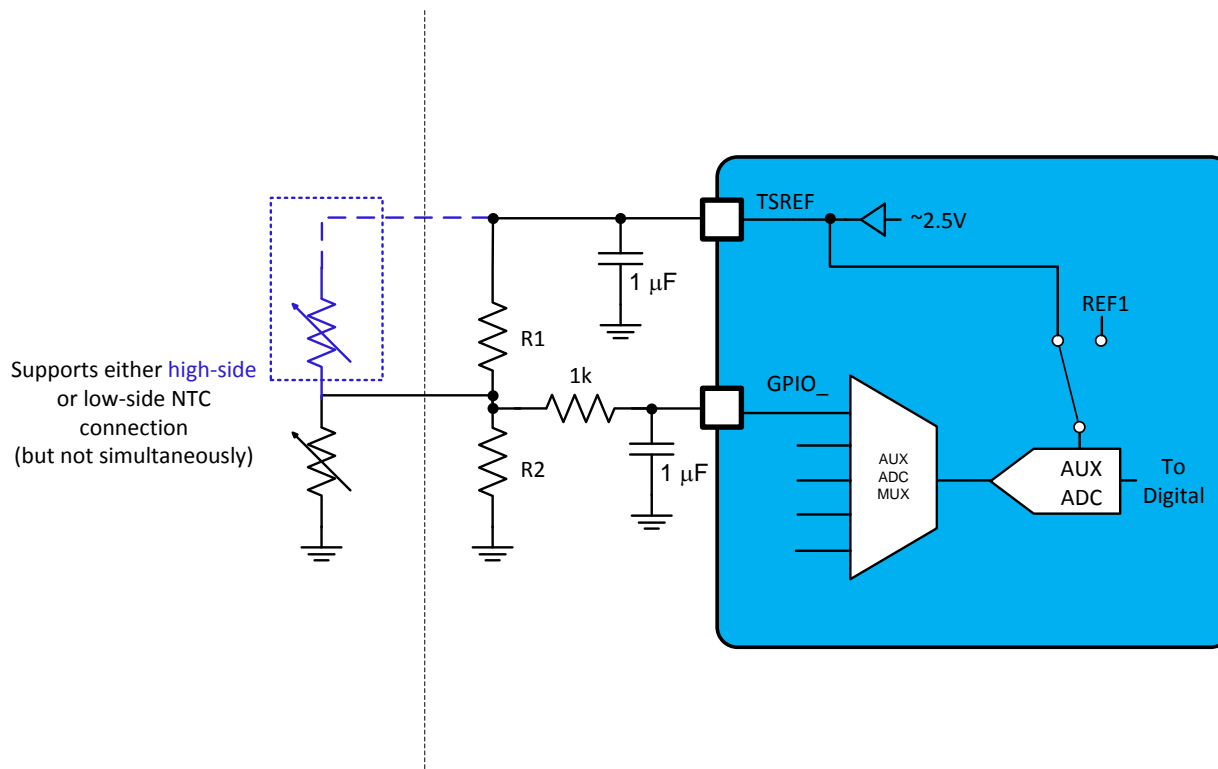 TSREF
~2.5V
1 μF
REF1
R1
Supports either high-side
or low-side NTC
connection
(but not simultaneously)
1k
GPIO_
R2
1 μF
AUX
ADC
MUX
AUX
ADC
To
Digital